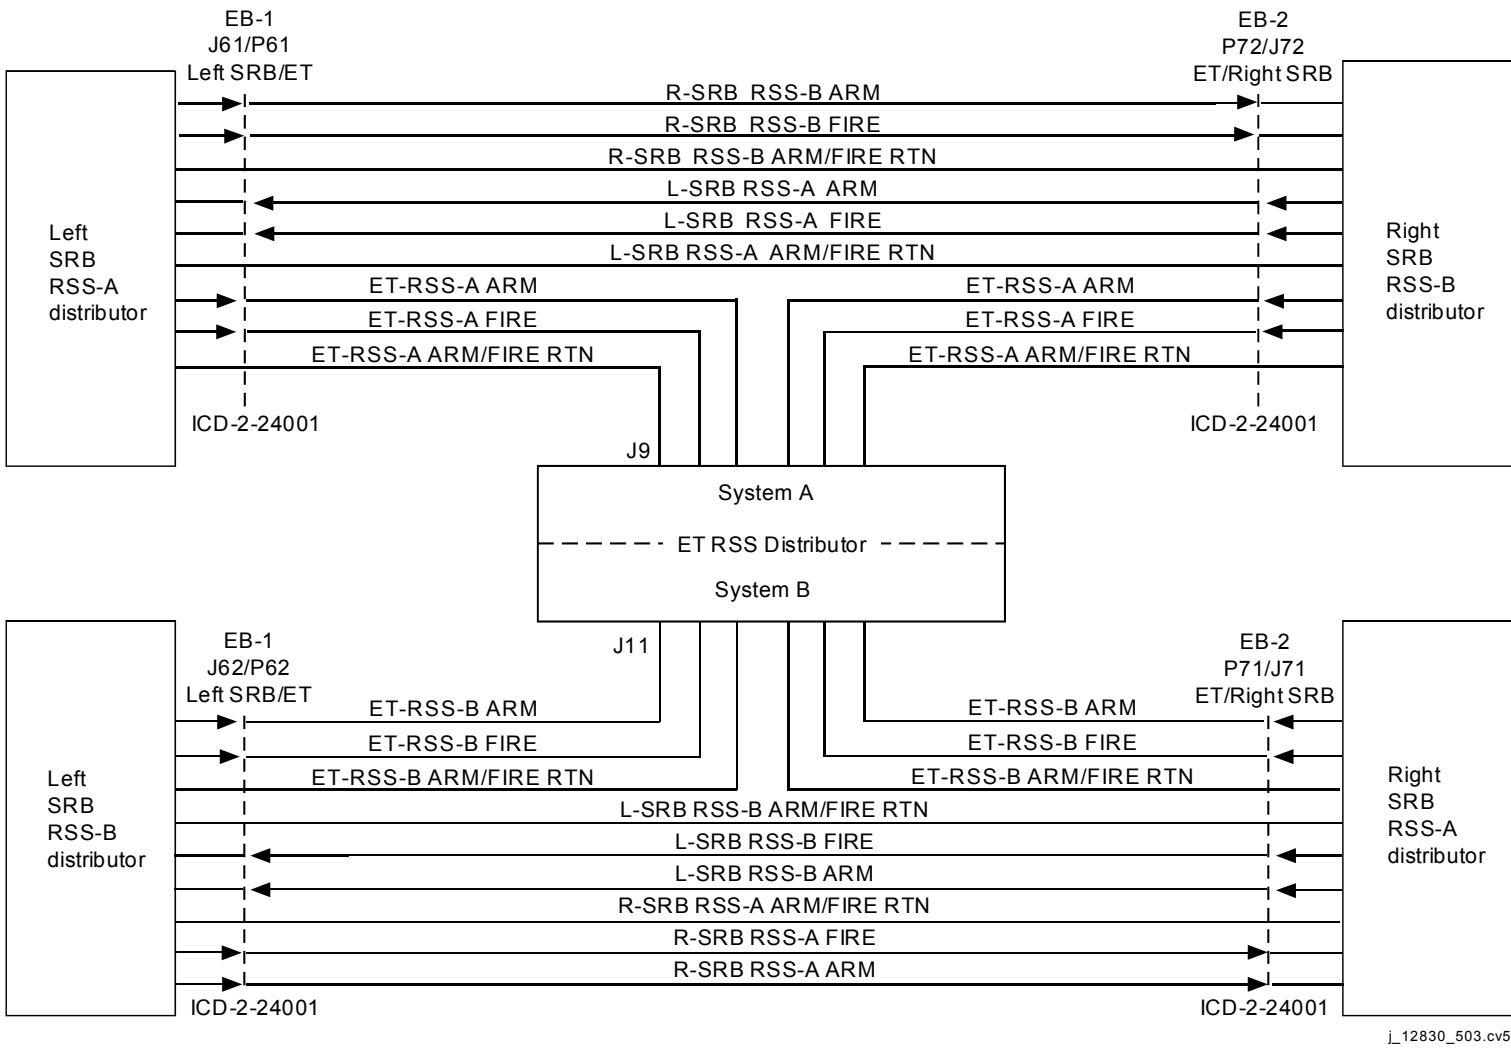 EB-1
J61/P61
Left SRB/ET
EB-2
P72/J72
ET/Right SRB
R-SRB RSS-B ARM
R-SRB RSS-B FIRE
R-SRB RSS-B ARM/FIRE RTN
L-SRB RSS-A ARM
L-SRB RSS-A FIRE
L-SRB RSS-A ARM/FIRE RTN
Left
SRB
RSS-A
distributor
Right
SRB
RSS-B
distributor
ET-RSS-A ARM
ET-RSS-A FIRE
ET-RSS-A ARM/FIRE RTN
ET-RSS-A ARM
ET-RSS-A FIRE
ET-RSS-A ARM/FIRE RTN
ICD-2-24001
ICD-2-24001
J9
System A
ET RSS Distributor
System B
J11
EB-1
J62/P62
Left SRB/ET
EB-2
P71/J71
ET/Right SRB
ET-RSS-B ARM
ET-RSS-B FIRE
ET-RSS-B ARM/FIRE RTN
ET-RSS-B ARM
ET-RSS-B FIRE
ET-RSS-B ARM/FIRE RTN
Left
SRB
RSS-B
distributor
Right
SRB
RSS-A
distributor
L-SRB RSS-B ARM/FIRE RTN
L-SRB RSS-B FIRE
L-SRB RSS-B ARM
R-SRB RSS-A ARM/FIRE RTN
R-SRB RSS-A FIRE
R-SRB RSS-A ARM
ICD-2-24001
ICD-2-24001
j_12830_503.cv5